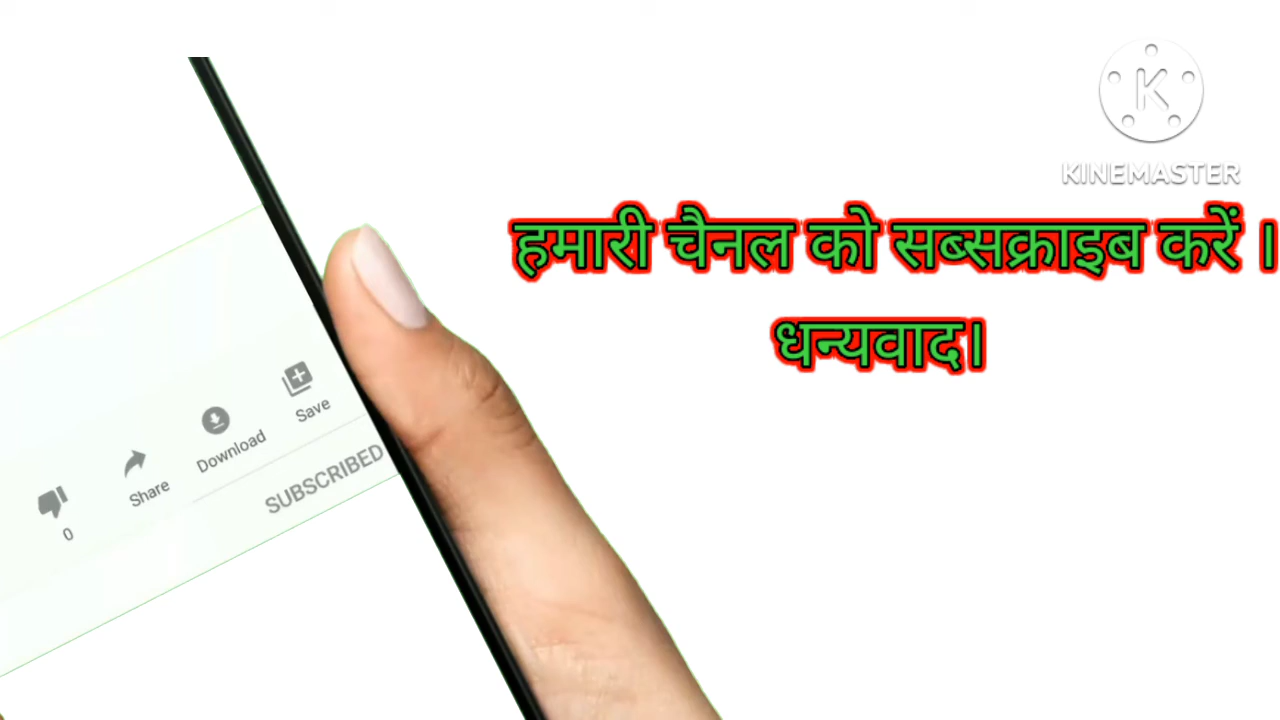 KINEMASTER
हमारी चैनल को सब्सक्राइब करें ।
धन्यवाद।
Save
Download
Share
0
SUBSCRIBED